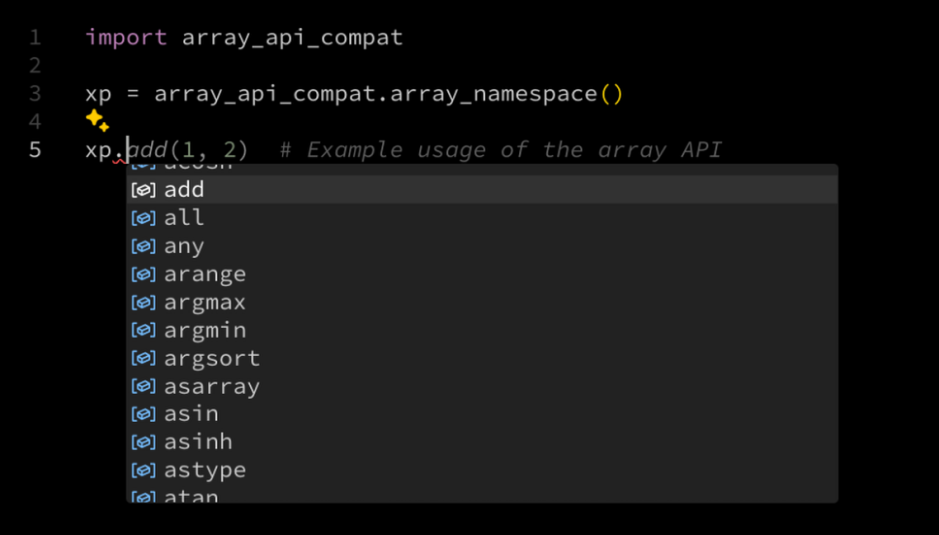 1 import array_api_compat
2
3 xp = array_api_compat.array_namespace()
4
5 xp.add(1, 2)  # Example usage of the array API
acosh
add
all
any
arange
argmax
argmin
argsort
asarray
asin
asinh
astype
atan